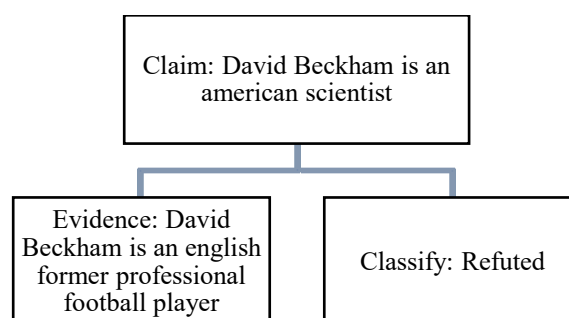 Claim: David Beckham is an
american scientist
Evidence: David
Beckham is an english
former professional
football player
Classify: Refuted